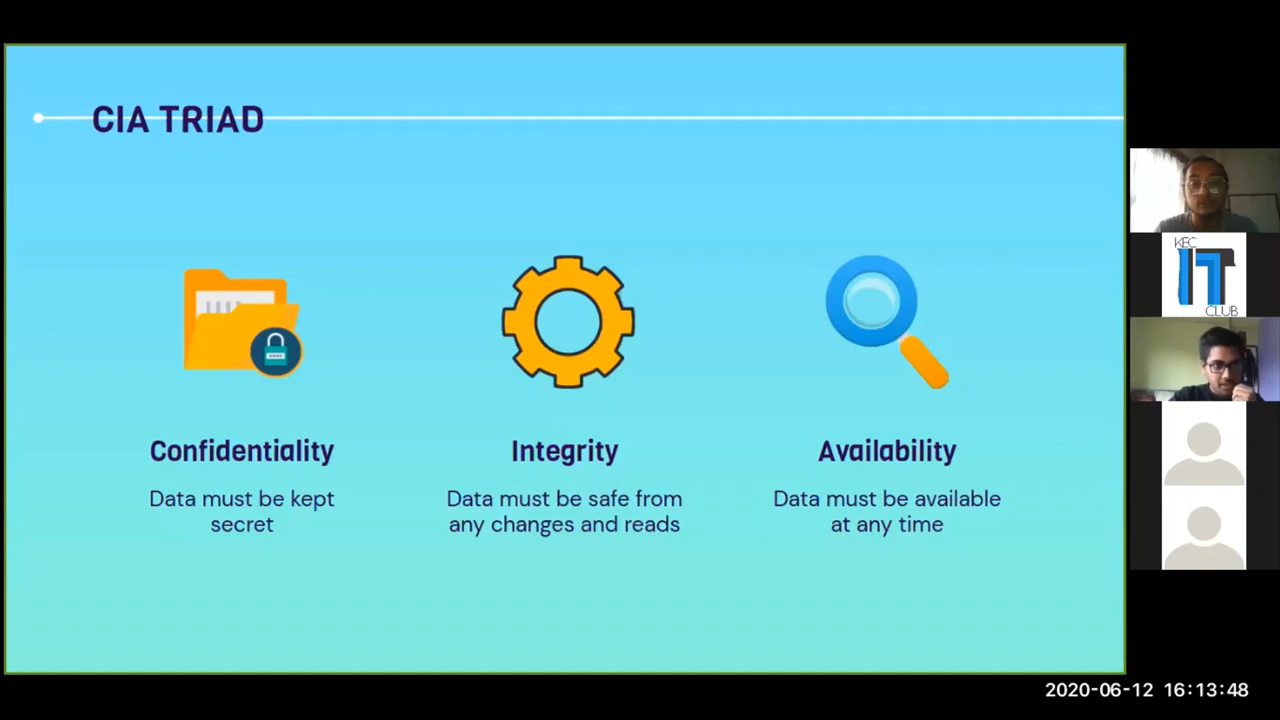 CIA TRIAD
Confidentiality
Data must be kept
secret
Integrity
Data must be safe from
any changes and reads
Availability
Data must be available
at any time
KEC
IT
CLUB
2020-06-12 16:13:48